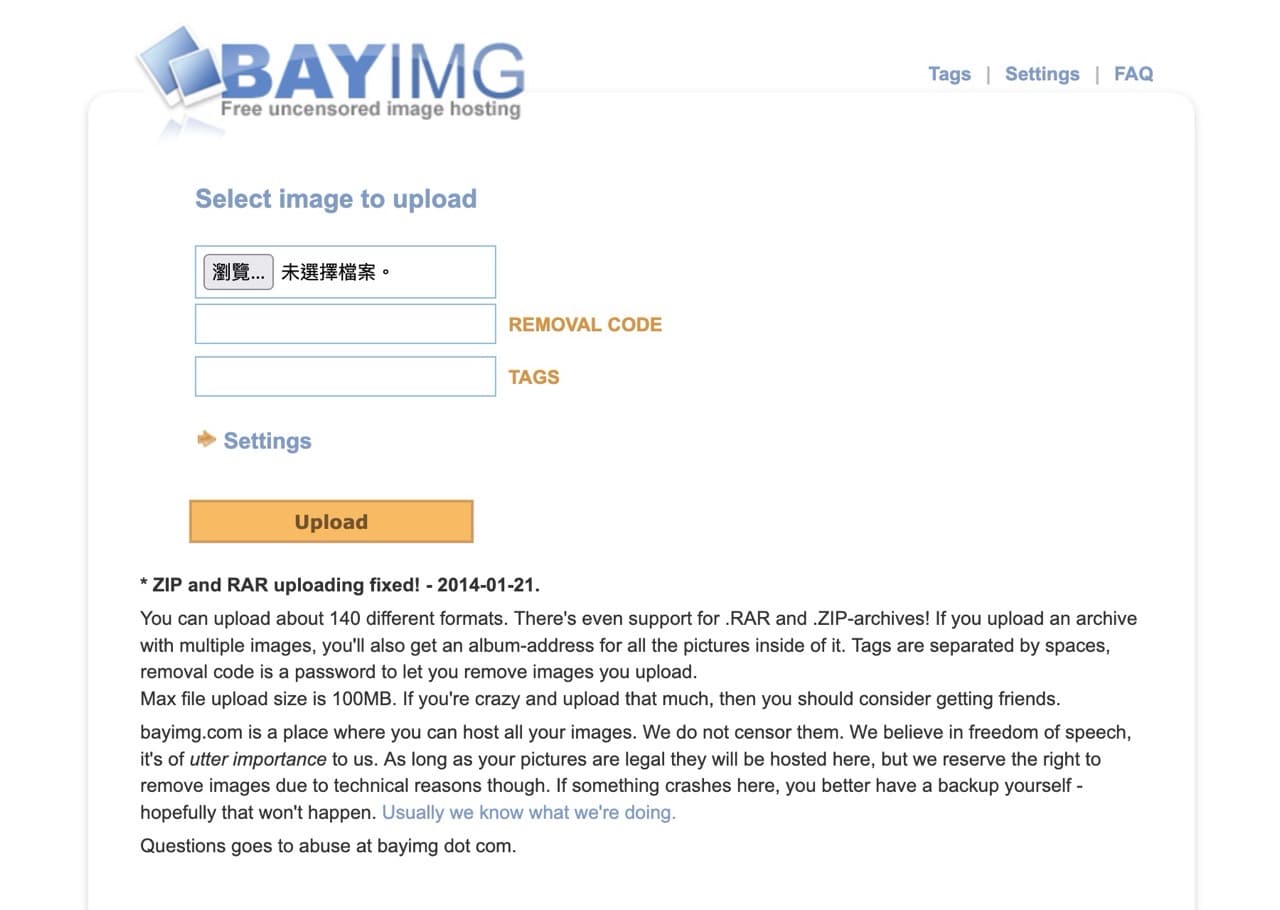 BAYIMG
Free uncensored image hosting
Tags | Settings | FAQ
Select image to upload
瀏覽... 未選擇檔案。
REMOVAL CODE
TAGS
Settings
Upload
* ZIP and RAR uploading fixed! - 2014-01-21.
You can upload about 140 different formats. There's even support for .RAR and .ZIP-archives! If you upload an archive
with multiple images, you'll also get an album-address for all the pictures inside of it. Tags are separated by spaces,
removal code is a password to let you remove images you upload.
Max file upload size is 100MB. If you're crazy and upload that much, then you should consider getting friends.
bayimg.com is a place where you can host all your images. We do not censor them. We believe in freedom of speech,
it's of utter importance to us. As long as your pictures are legal they will be hosted here, but we reserve the right to
remove images due to technical reasons though. If something crashes here, you better have a backup yourself -
hopefully that won't happen. Usually we know what we're doing.
Questions goes to abuse at bayimg dot com.